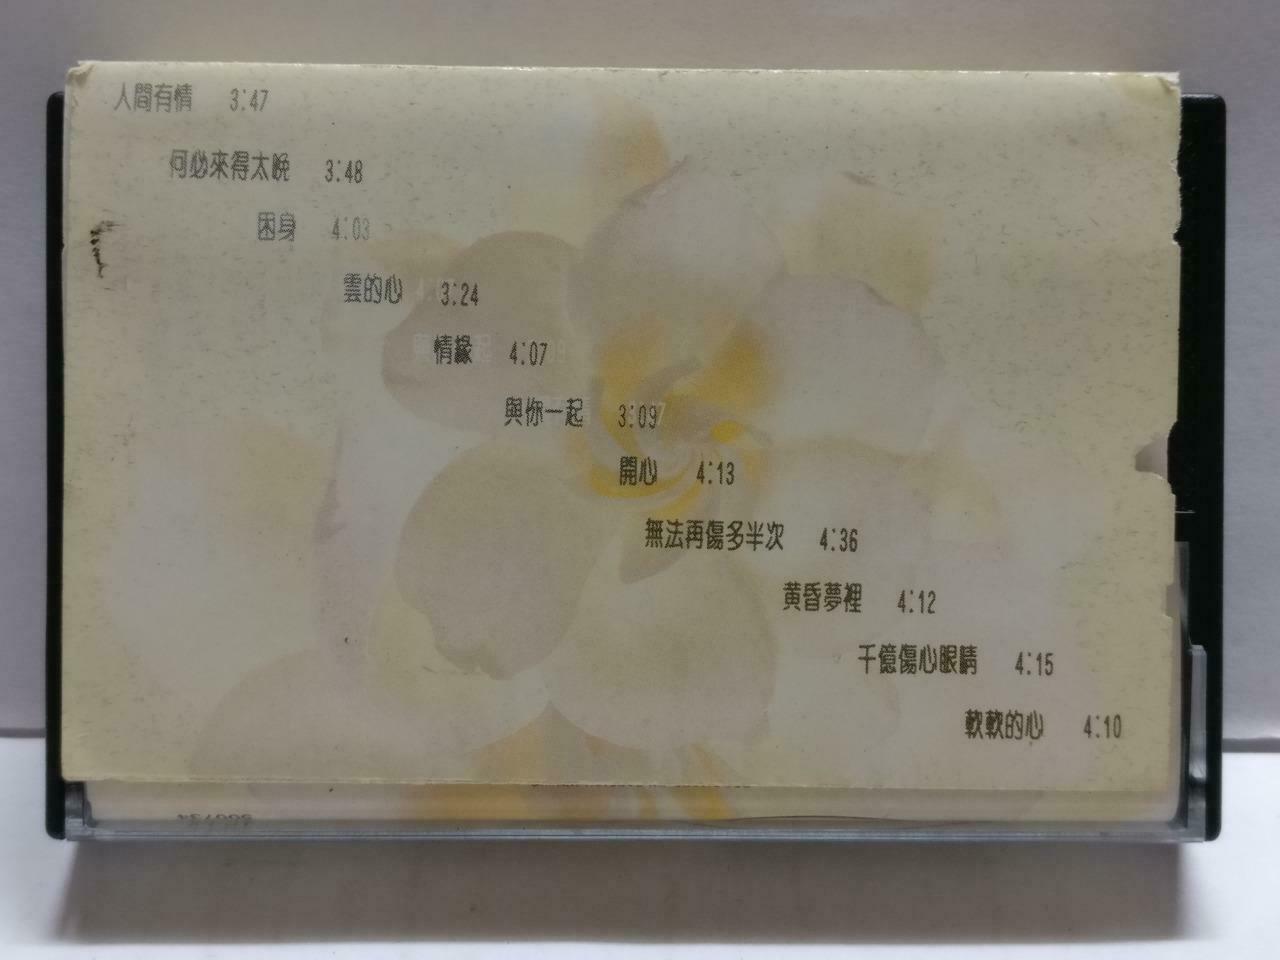 人間有情 3:47
何必來得太晚 3:48
困身 4:03
雲的心 3:24
情緣 4:07
與你一起 3:09
開心 4:13
無法再傷多半次 4:36
黃昏夢裡 4:12
千億傷心眼睛 4:15
軟軟的心 4:10